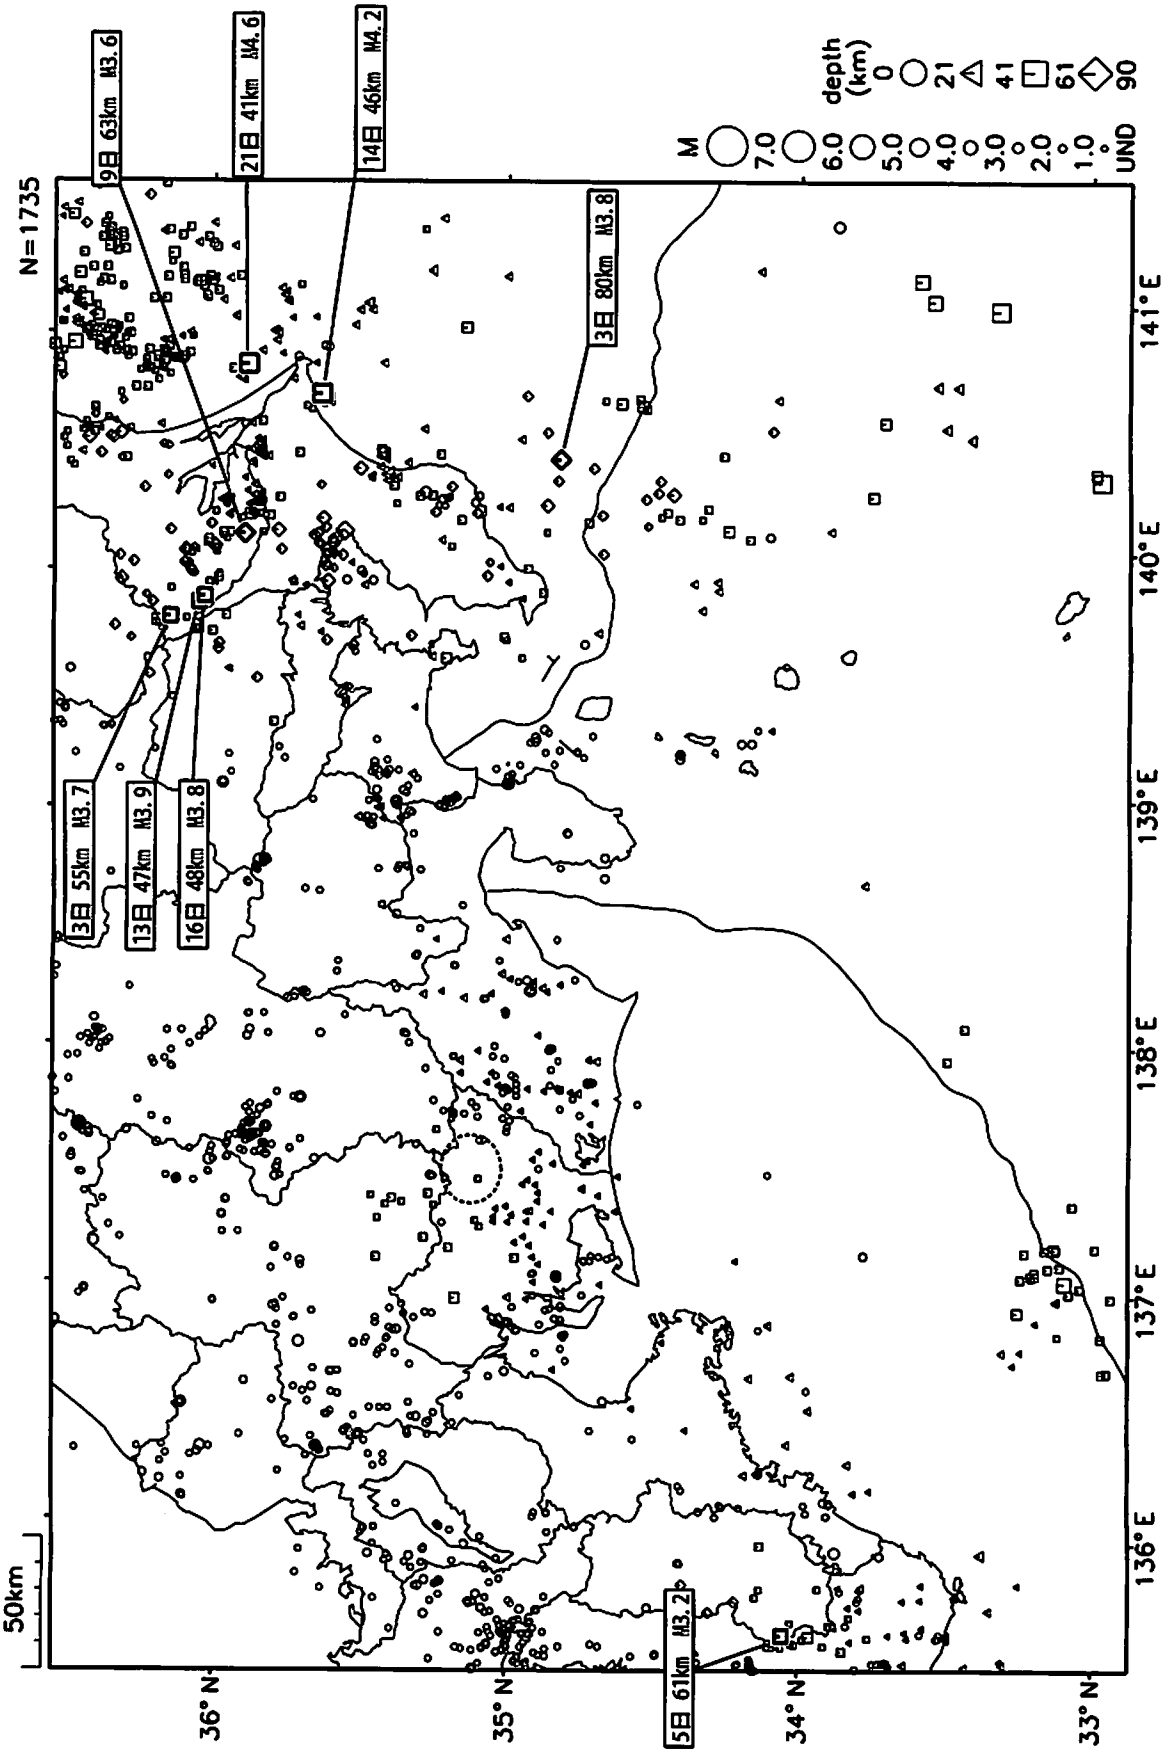 50km
N=1735
19日 63km M3.6
21日 41km M4.6
14日 46km M4.2
3日 80km M3.8
3日 55km M3.7
13日 47km M3.9
16日 48km M3.8
5日 61km M3.2
36°N
35°N
34°N
33°N
136°E
137°E
138°E
139°E
140°E
141°E
M
7.0
6.0
5.0
4.0
3.0
2.0
1.0
UND
depth
(km)
0
21
41
61
90